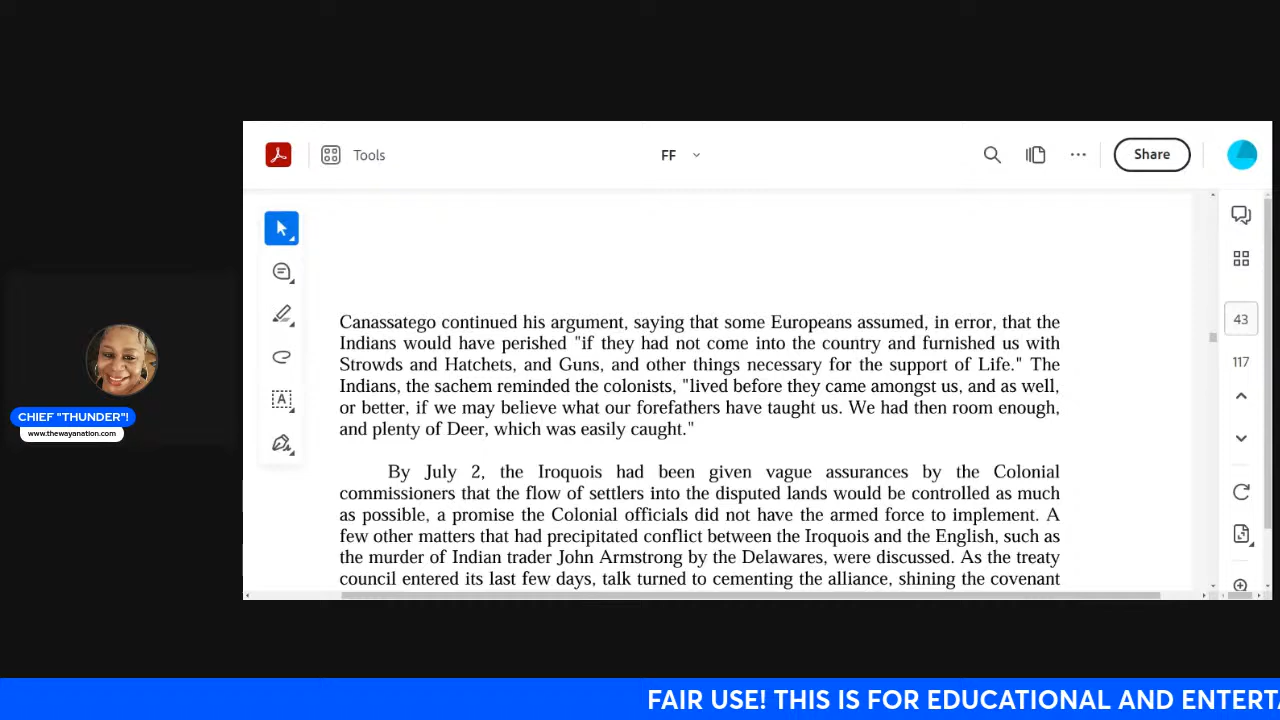 Tools
FF
Share
Canassatego continued his argument, saying that some Europeans assumed, in error, that the
Indians would have perished "if they had not come into the country and furnished us with
Strowds and Hatchets, and Guns, and other things necessary for the support of Life." The
Indians, the sachem reminded the colonists, "lived before they came amongst us, and as well,
or better, if we may believe what our forefathers have taught us. We had then room enough,
and plenty of Deer, which was easily caught."
By July 2, the Iroquois had been given vague assurances by the Colonial
commissioners that the flow of settlers into the disputed lands would be controlled as much
as possible, a promise the Colonial officials did not have the armed force to implement. A
few other matters that had precipitated conflict between the Iroquois and the English, such as
the murder of Indian trader John Armstrong by the Delawares, were discussed. As the treaty
council entered its last few days, talk turned to cementing the alliance, shining the covenant
43
117
CHIEF "THUNDER"!
www.thewayanation.com
FAIR USE! THIS IS FOR EDUCATIONAL AND ENTERTA